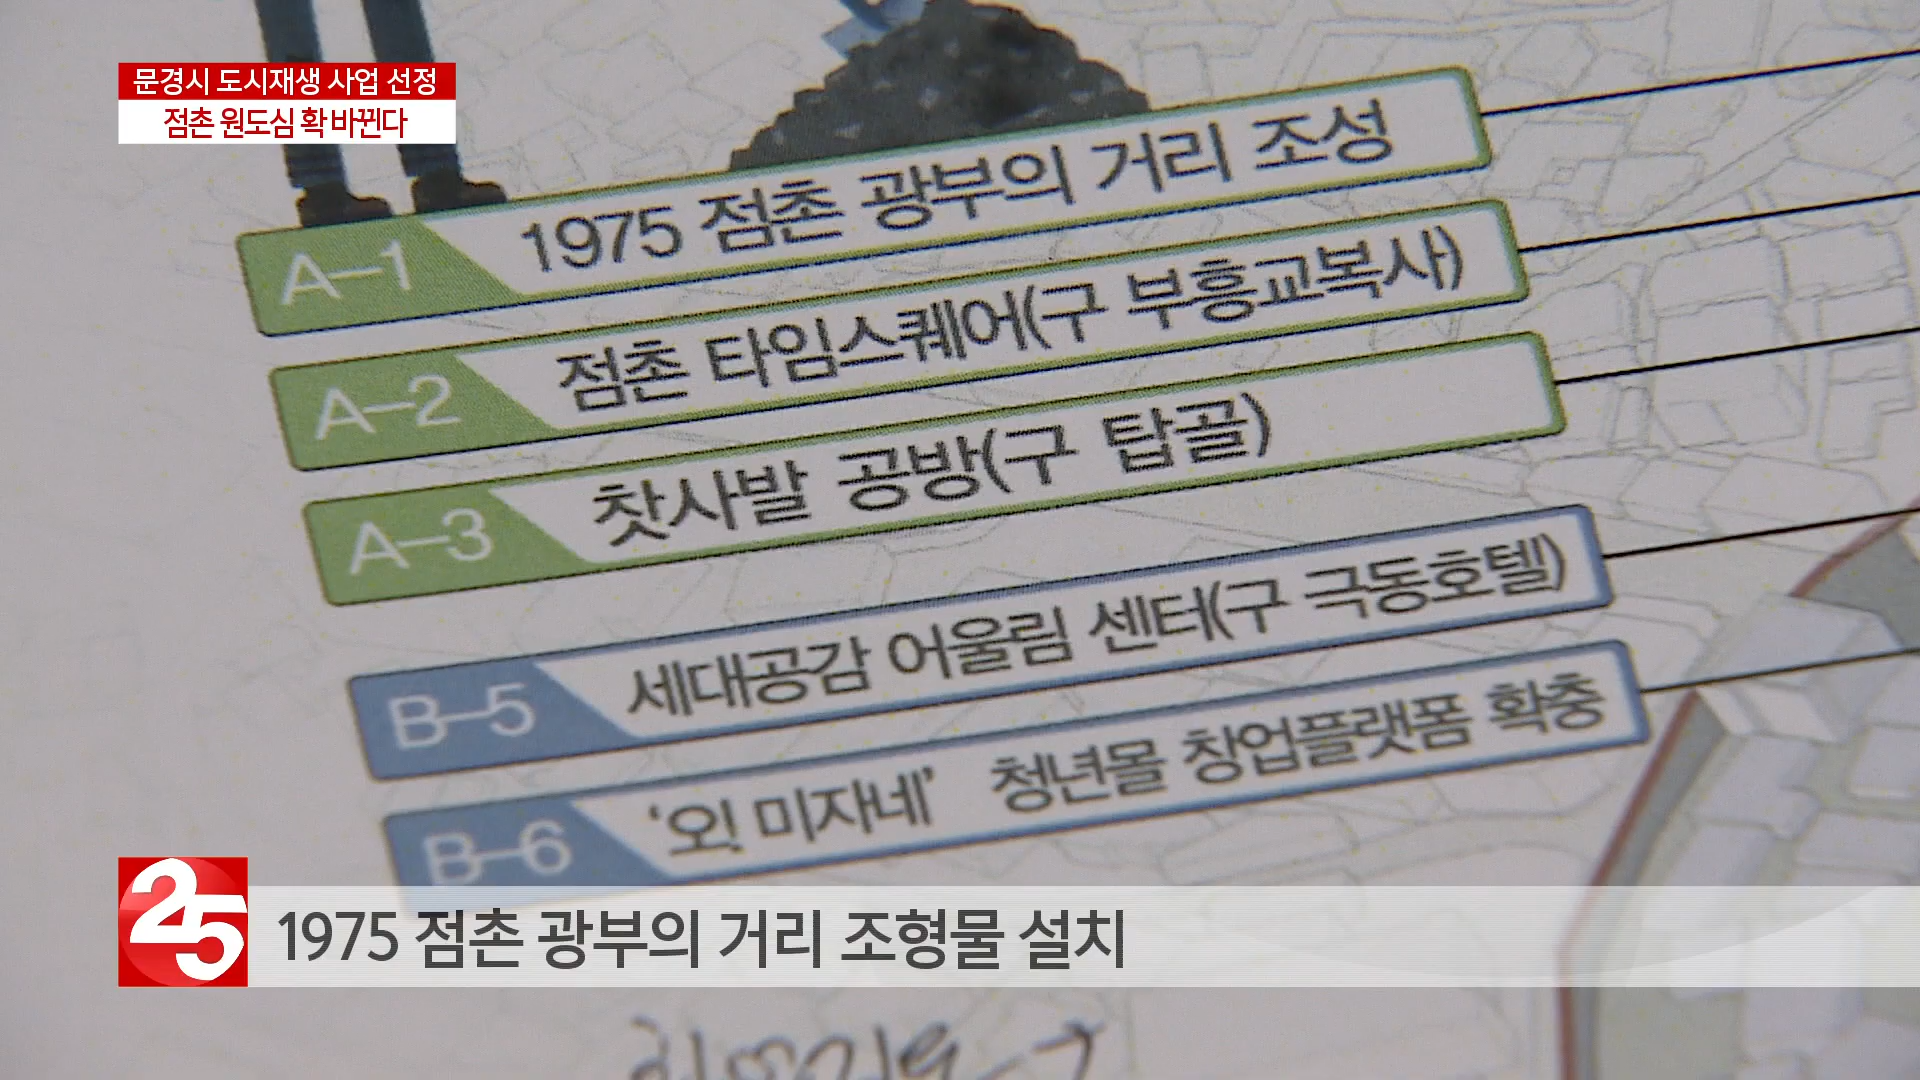 문경시 도시재생 사업 선정
점촌 원도심 확 바뀐다
A-1 1975 점촌 광부의 거리 조성
A-2 점촌 타임스퀘어(구 부흥교복사)
A-3 찻사발 공방(구 탑골)
B-5 세대공감 어울림 센터(구 극동호텔)
B-6 '오! 미자네' 청년몰 창업플랫폼 확충
25 1975 점촌 광부의 거리 조형물 설치